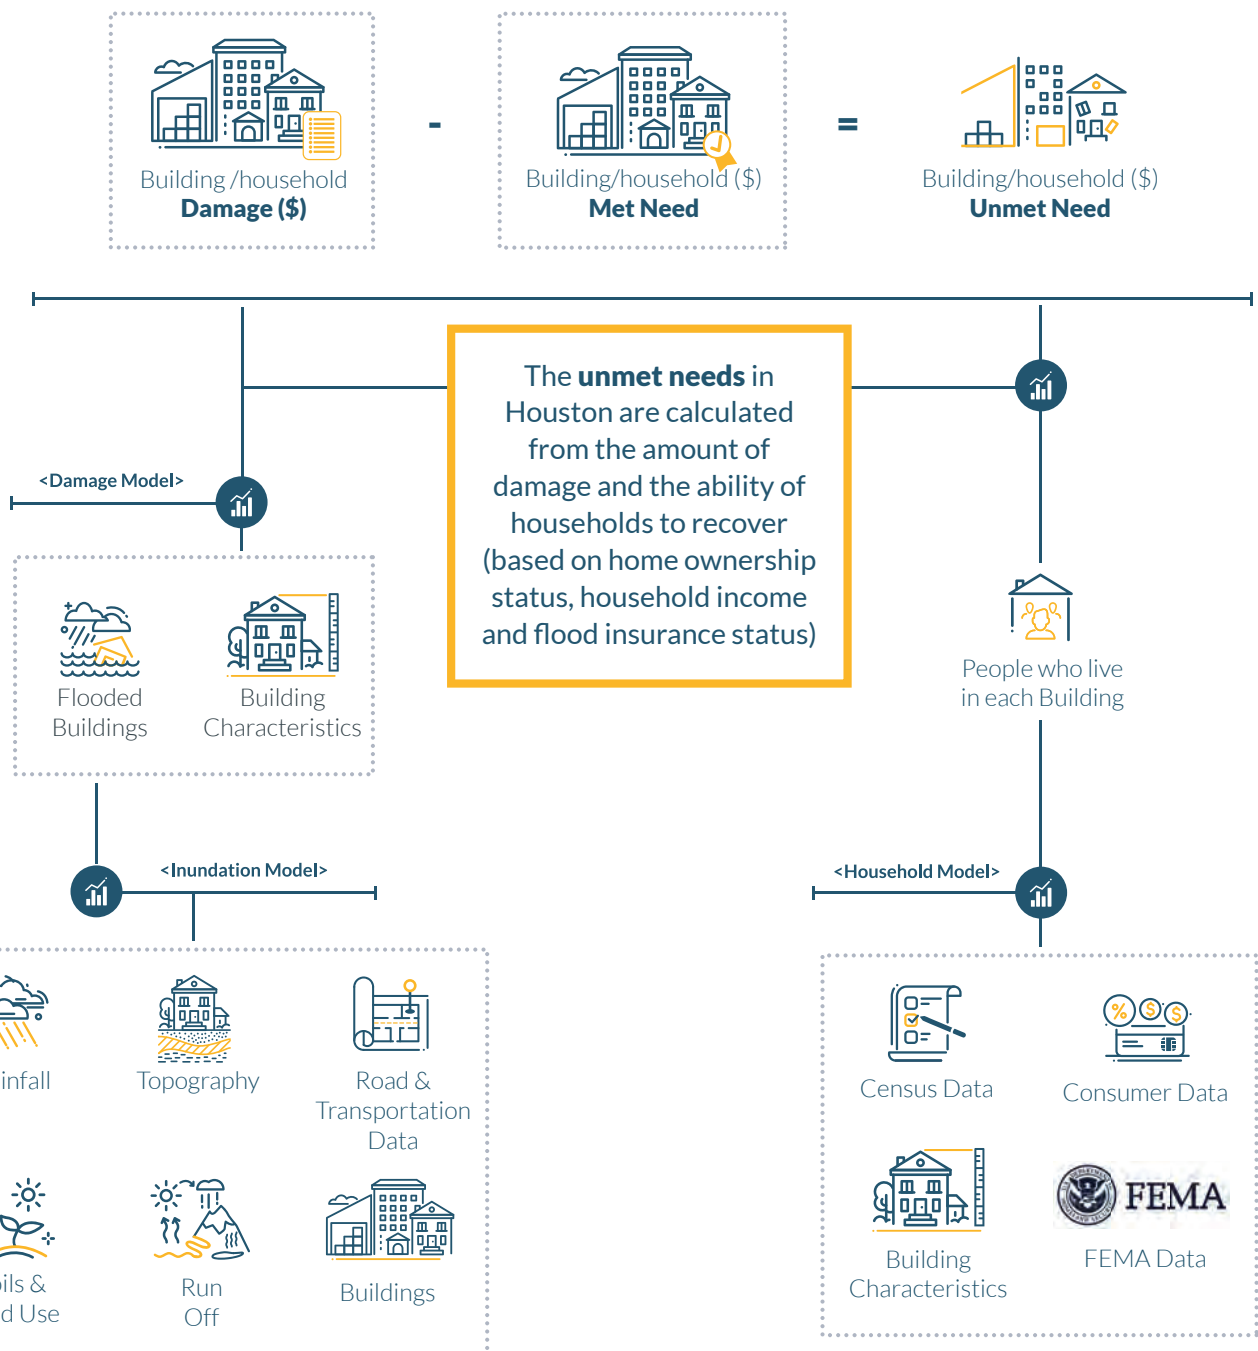 Building /household
Damage ($)
-
Building/household ($)
Met Need
=
Building/household ($)
Unmet Need
The unmet needs in
Houston are calculated
from the amount of
damage and the ability of
households to recover
(based on home ownership
status, household income
and flood insurance status)
<Damage Model>
Flooded
Buildings
Building
Characteristics
People who live
in each Building
<Inundation Model>
<Household Model>
infall
Topography
Road &
Transportation
Data
ils &
d Use
Run
Off
Buildings
Census Data
% $ $
Consumer Data
Building
Characteristics
FEMA
FEMA Data